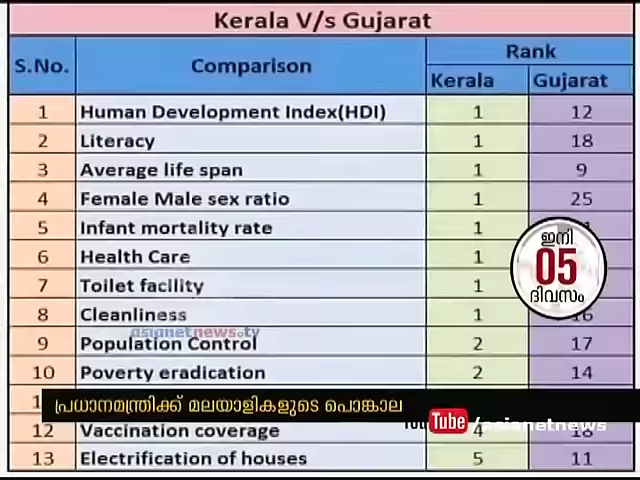 Kerala V/s Gujarat
S.No. Comparison Rank
Kerala Gujarat
1 Human Development Index(HDI) 1 12
2 Literacy 1 18
3 Average life span 1 9
4 Female Male sex ratio 1 25
5 Infant mortality rate 1
6 Health Care 1
7 Toilet facility 1
8 Cleanliness 1 16
ഇനി
05
ദിവസം
asianetnews.tv
9 Population Control 2 17
10 Poverty eradication 2 14
പ്രധാനമന്ത്രിക്ക് മലയാളികളുടെ പൊങ്കാല
YouTube /asianetnews
12 Vaccination coverage 4 18
13 Electrification of houses 5 11